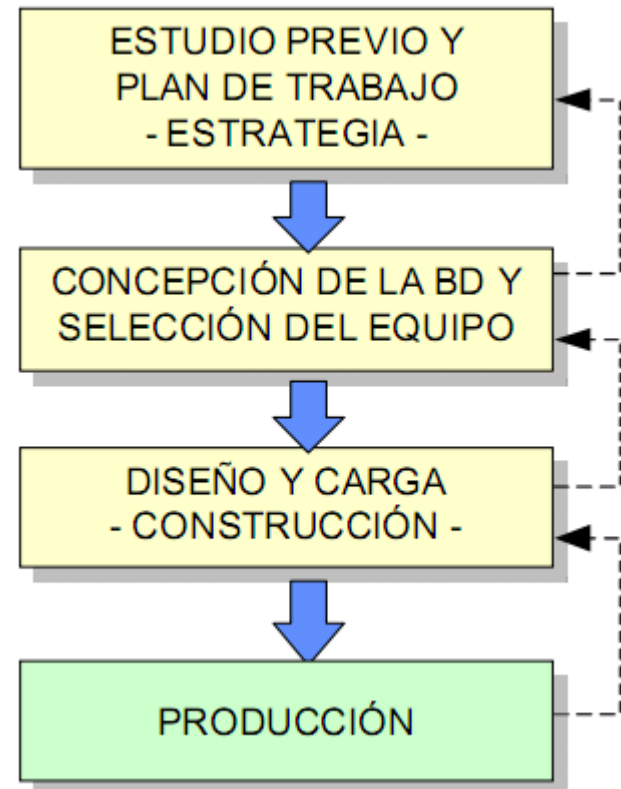 ESTUDIO PREVIO Y
PLAN DE TRABAJO
- ESTRATEGIA -
CONCEPCIÓN DE LA BD Y
SELECCIÓN DEL EQUIPO
DISEÑO Y CARGA
- CONSTRUCCIÓN -
PRODUCCIÓN